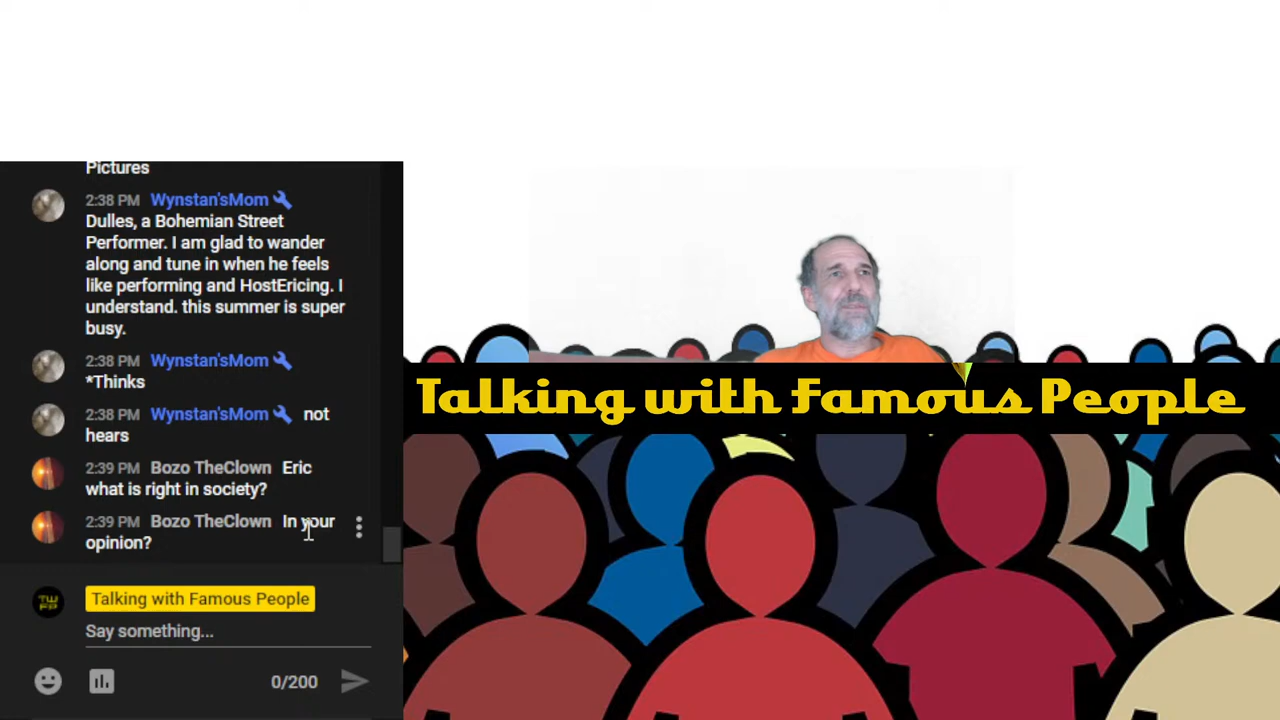 Pictures
2:38 PM Wynstan'sMom
Dulles, a Bohemian Street
Performer. I am glad to wander
along and tune in when he feels
like performing and HostEricing. I
understand. this summer is super
busy.
2:38 PM Wynstan'sMom
*Thinks
2:38 PM Wynstan'sMom not
hears
2:39 PM Bozo TheClown Eric
what is right in society?
2:39 PM Bozo TheClown In your
opinion?
TW
FP
Talking with Famous People
Say something...
0/200
Talking with Famous People